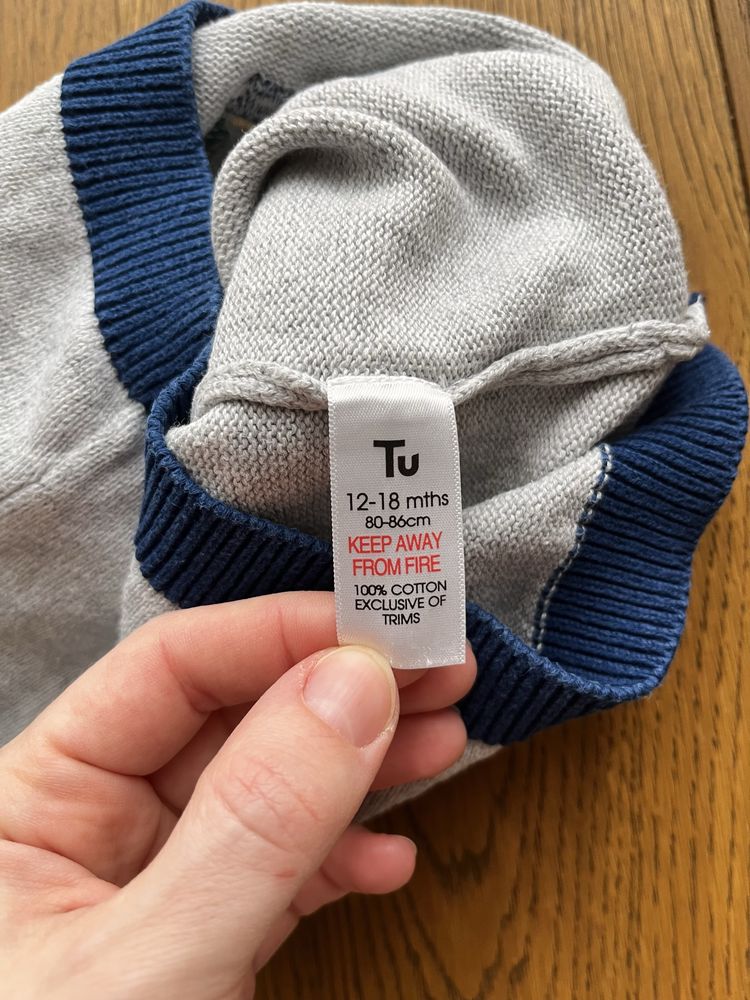 Tu
12-18 mths
80-86cm
KEEP AWAY
FROM FIRE
100% COTTON
EXCLUSIVE OF
TRIMS